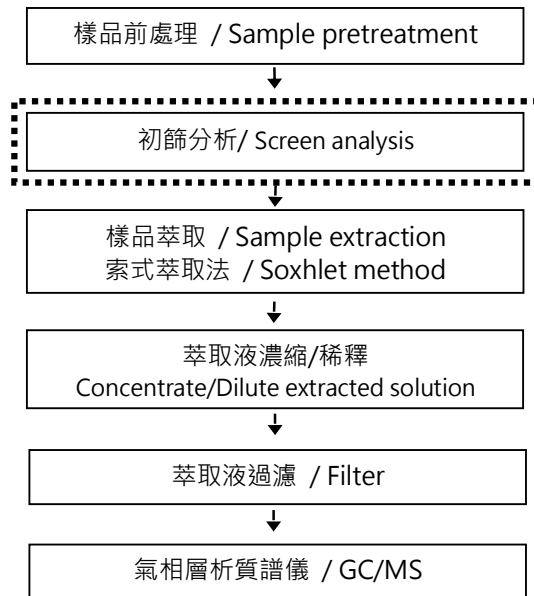 樣品前處理 / Sample pretreatment
初篩分析/ Screen analysis
樣品萃取 / Sample extraction
索式萃取法 / Soxhlet method
萃取液濃縮/稀釋
Concentrate/Dilute extracted solution
萃取液過濾 / Filter
氣相層析質譜儀 / GC/MS